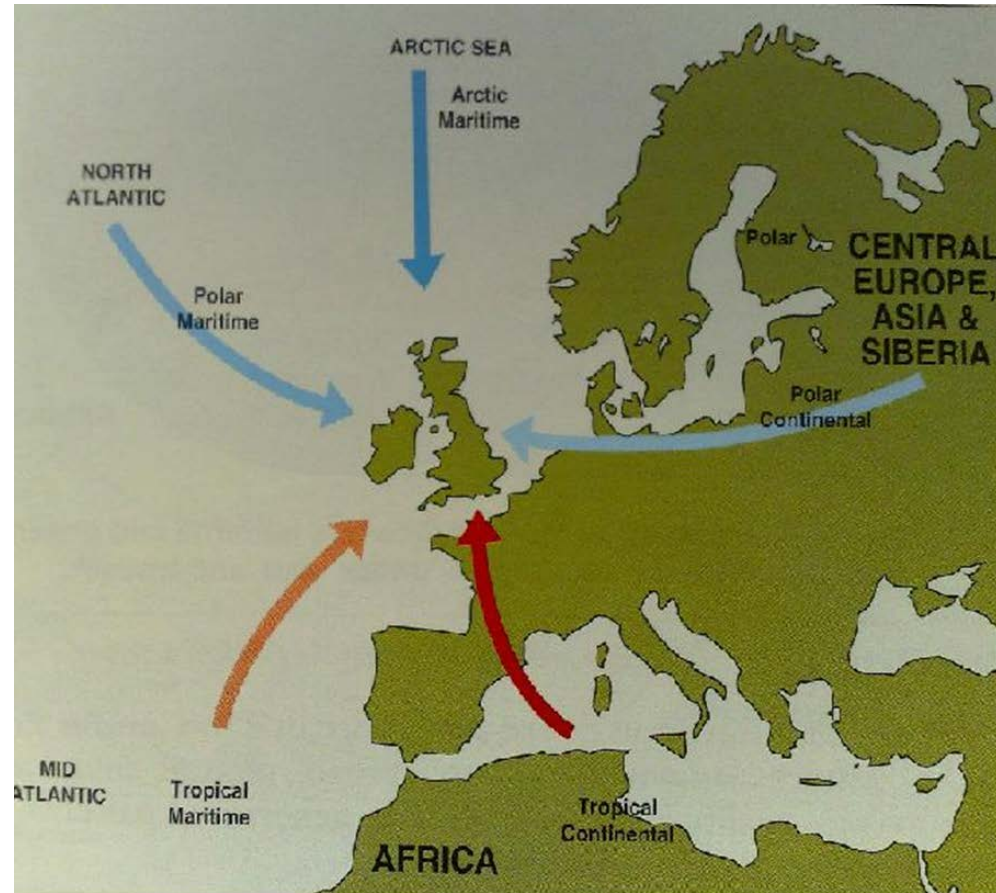 ARCTIC SEA
Arctic
Maritime
NORTH
ATLANTIC
Polar
Maritime
Polar
CENTRAL
EUROPE,
ASIA &
SIBERIA
Polar
Continental
MID
ATLANTIC
Tropical
Maritime
Tropical
Continental
AFRICA